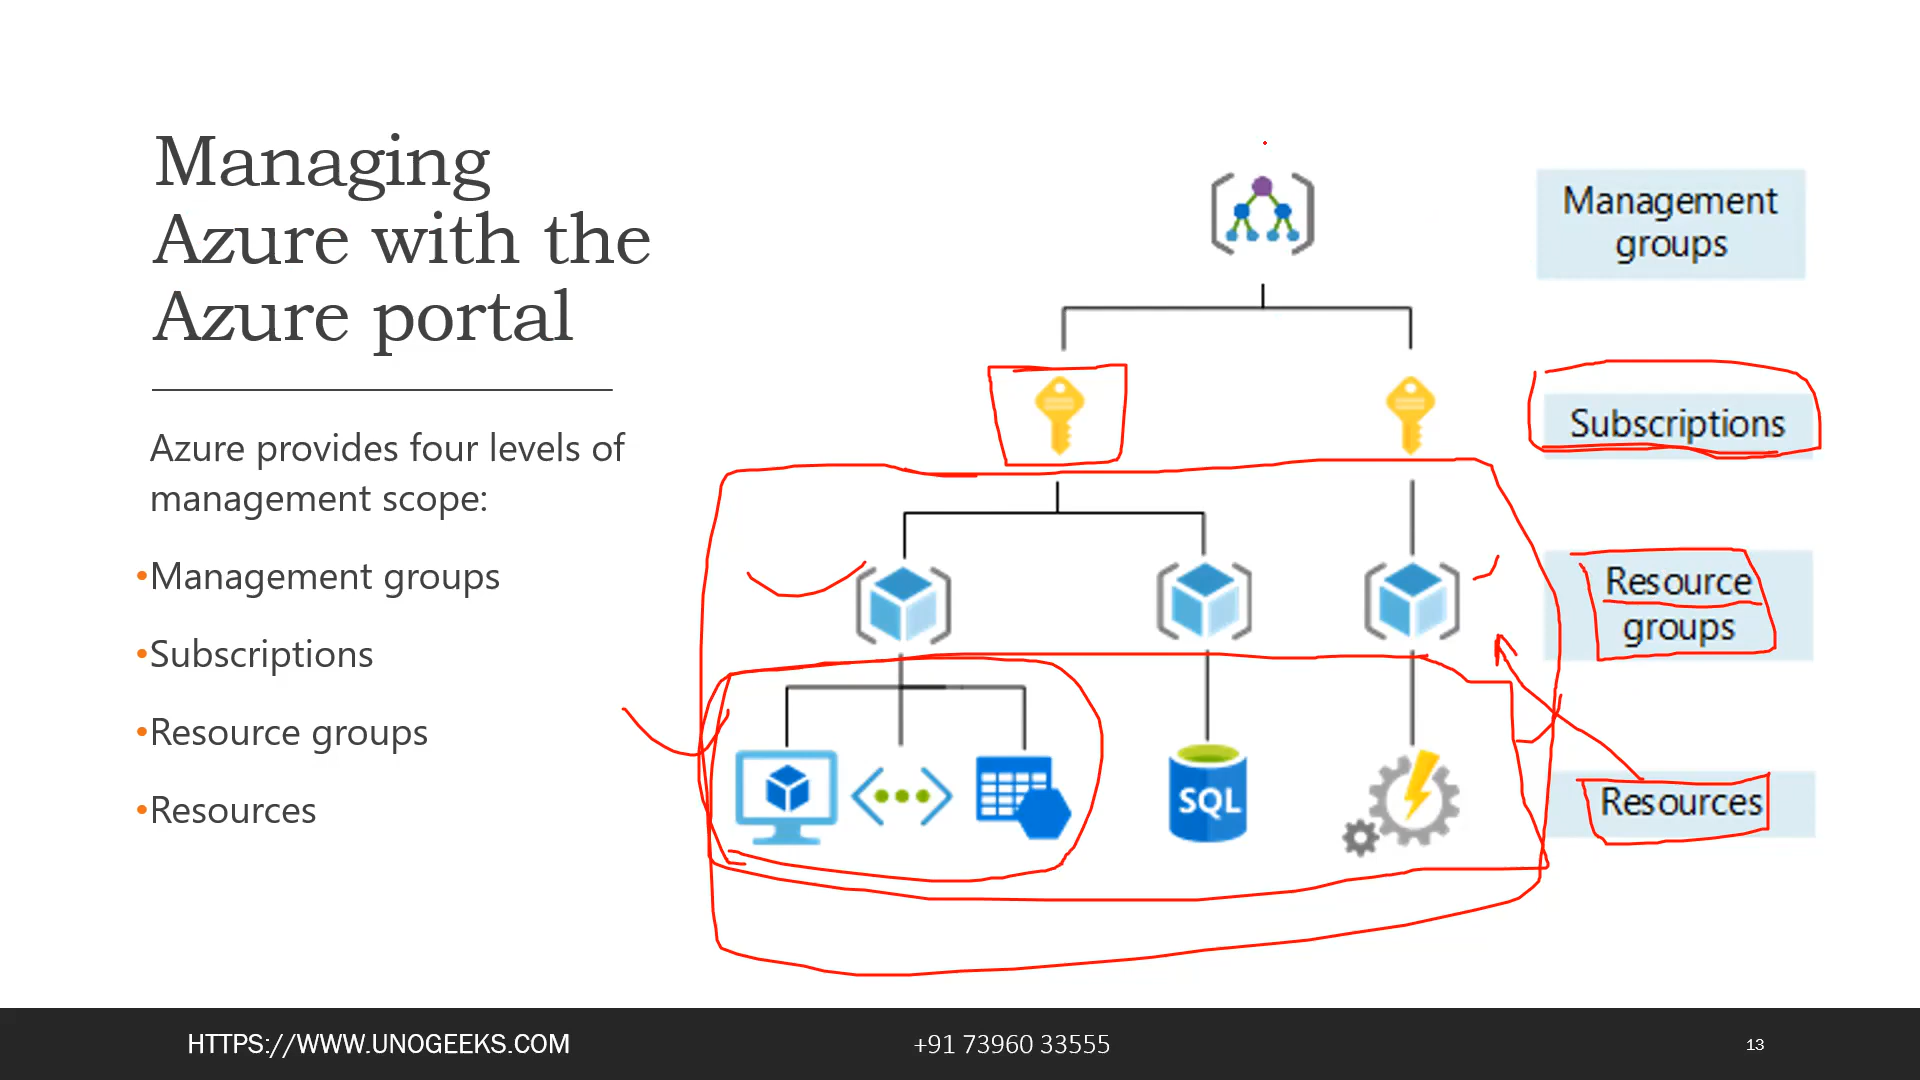 Managing
Azure with the
Azure portal
Azure provides four levels of
management scope:
•Management groups
•Subscriptions
•Resource groups
•Resources
Management
groups
Subscriptions
Resource
groups
Resources
SQL
HTTPS://WWW.UNOGEEKS.COM
+91 73960 33555
13